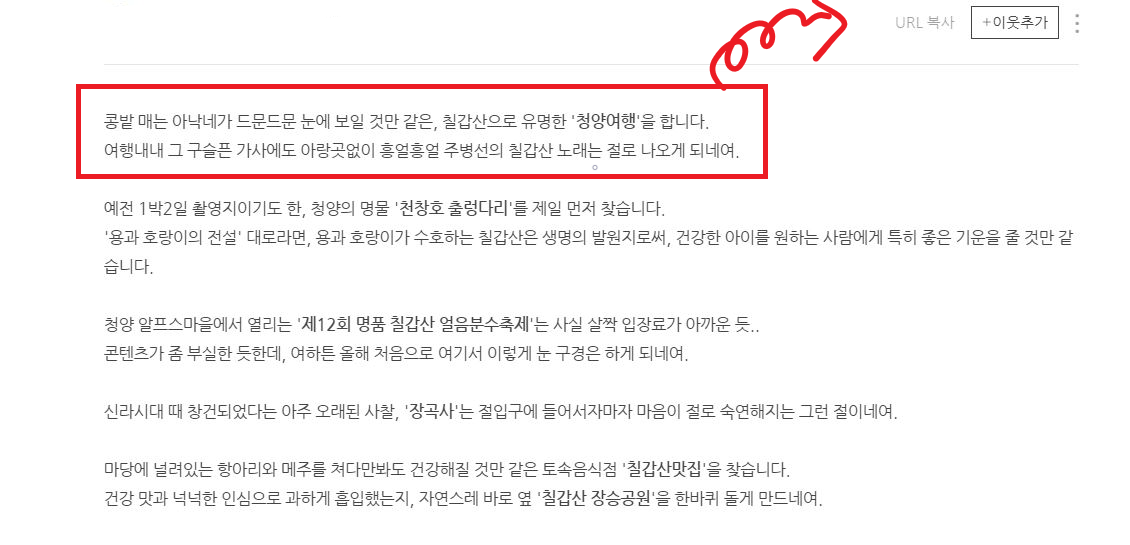 URL 복사
+이웃추가
콩밭 매는 아낙네가 드문드문 눈에 보일 것만 같은, 칠갑산으로 유명한 '청양여행'을 합니다.
여행내내 그 구슬픈 가사에도 아랑곳없이 흥얼흥얼 주병선의 칠갑산 노래는 절로 나오게 되네여.
예전 1박2일 촬영지이기도 한, 청양의 명물 '천창호 출렁다리'를 제일 먼저 찾습니다.
'용과 호랑이의 전설' 대로라면, 용과 호랑이가 수호하는 칠갑산은 생명의 발원지로써, 건강한 아이를 원하는 사람에게 특히 좋은 기운을 줄 것만 같
습니다.
청양 알프스마을에서 열리는 '제12회 명품 칠갑산 얼음분수축제'는 사실 살짝 입장료가 아까운 듯..
콘텐츠가 좀 부실한 듯한데, 여하튼 올해 처음으로 여기서 이렇게 눈 구경은 하게 되네여.
신라시대 때 창건되었다는 아주 오래된 사찰, '장곡사'는 절입구에 들어서자마자 마음이 절로 숙연해지는 그런 절이네여.
마당에 널려있는 항아리와 메주를 쳐다만봐도 건강해질 것만 같은 토속음식점 '칠갑산맛집'을 찾습니다.
건강 맛과 넉넉한 인심으로 과하게 흡입했는지, 자연스레 바로 옆 '칠갑산 장승공원'을 한바퀴 돌게 만드네여.